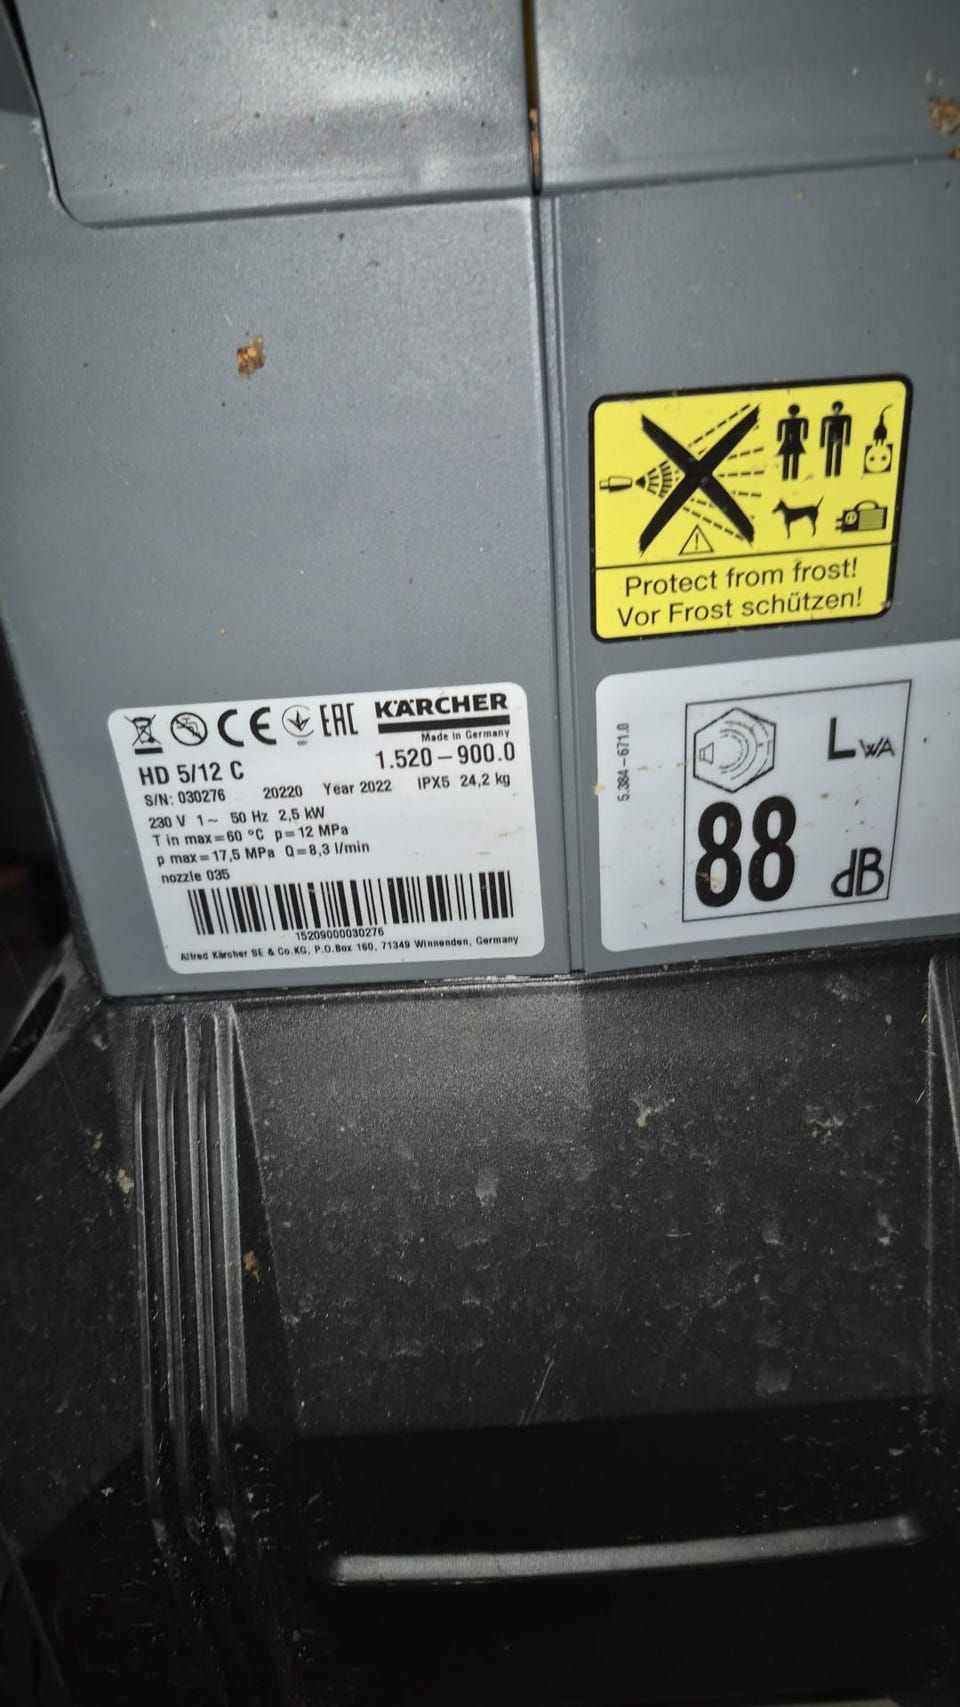 Protect from frost!
Vor Frost schützen!
CE EAC KÄRCHER
Made in Germany
HD 5/12 C 1.520-900.0
S/N: 030276 20220 Year 2022 IPX5 24,2 kg
230 V 1~ 50 Hz 2,5 kW
T in max=60 °C p=12 MPa
p max=17,5 MPa Q=8,3 l/min
nozzle 035
15209000030276
Alfred Kärcher SE & Co.KG, P.O.Box 160, 71349 Winnenden, Germany
5.384-671.0
LWA
88 dB